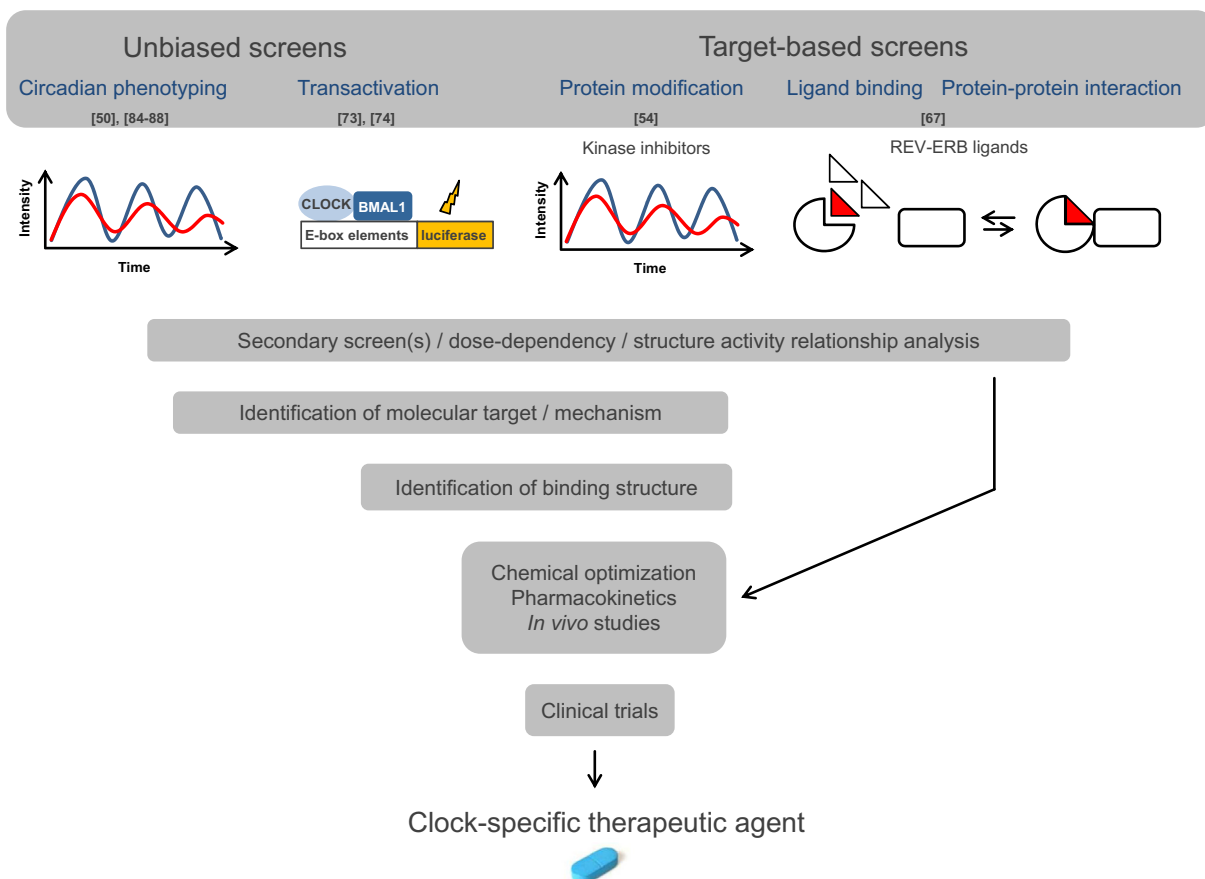 Unbiased screens
Target-based screens
Circadian phenotyping
Transactivation
Protein modification
Ligand binding
Protein-protein interaction
[50], [84-88]
[73], [74]
[54]
[67]
Kinase inhibitors
REV-ERB ligands
Intensity
Time
CLOCK
BMAL1
E-box elements
luciferase
Intensity
Time
Secondary screen(s) / dose-dependency / structure activity relationship analysis
Identification of molecular target / mechanism
Identification of binding structure
Chemical optimization
Pharmacokinetics
In vivo studies
Clinical trials
Clock-specific therapeutic agent